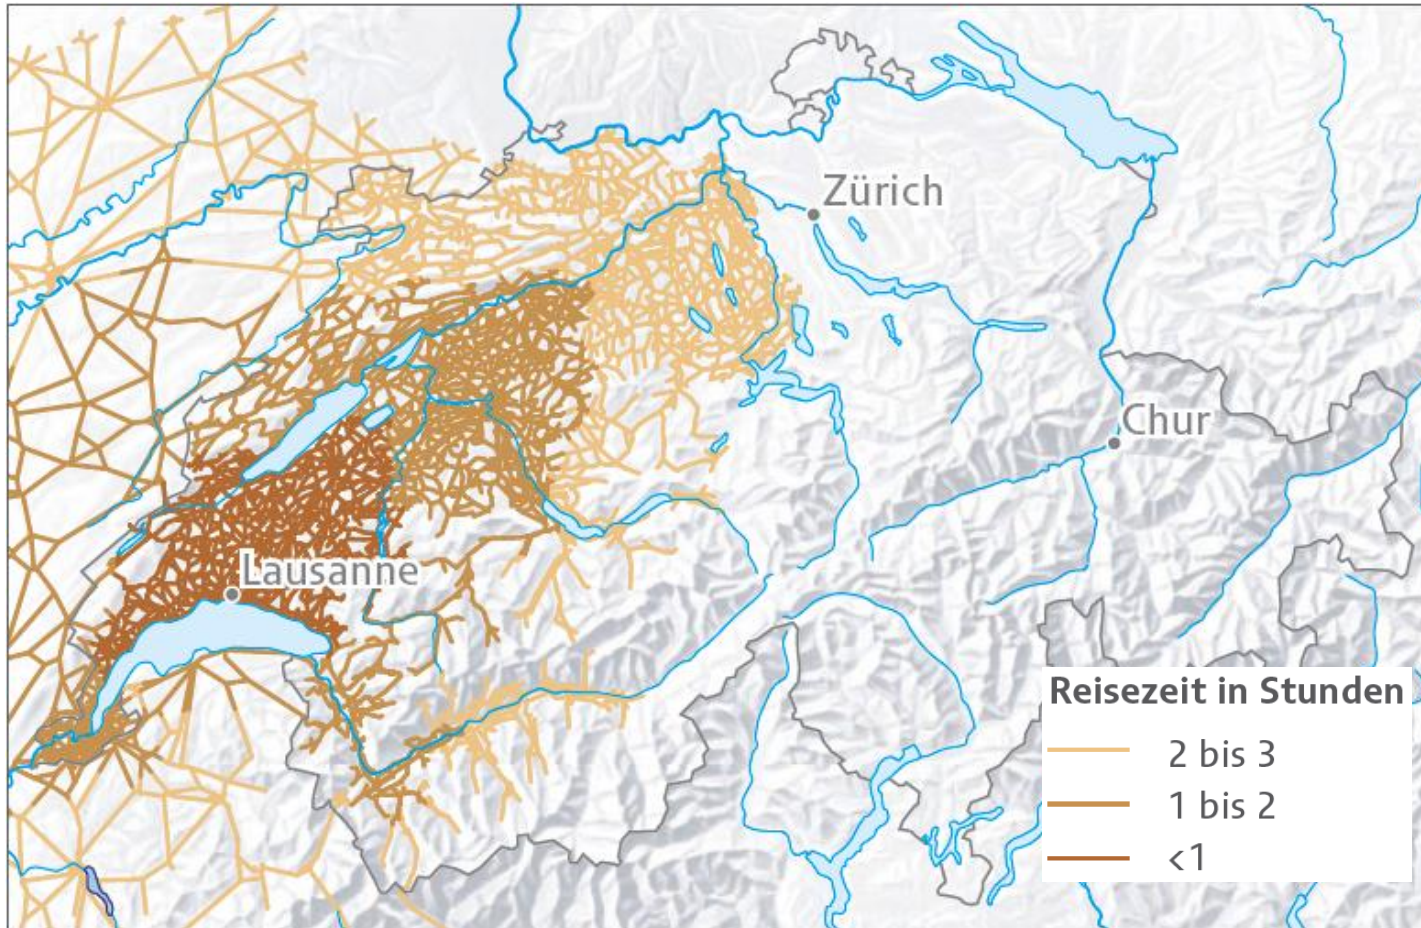 Zürich
Chur
Lausanne
Reisezeit in Stunden
2 bis 3
1 bis 2
<1